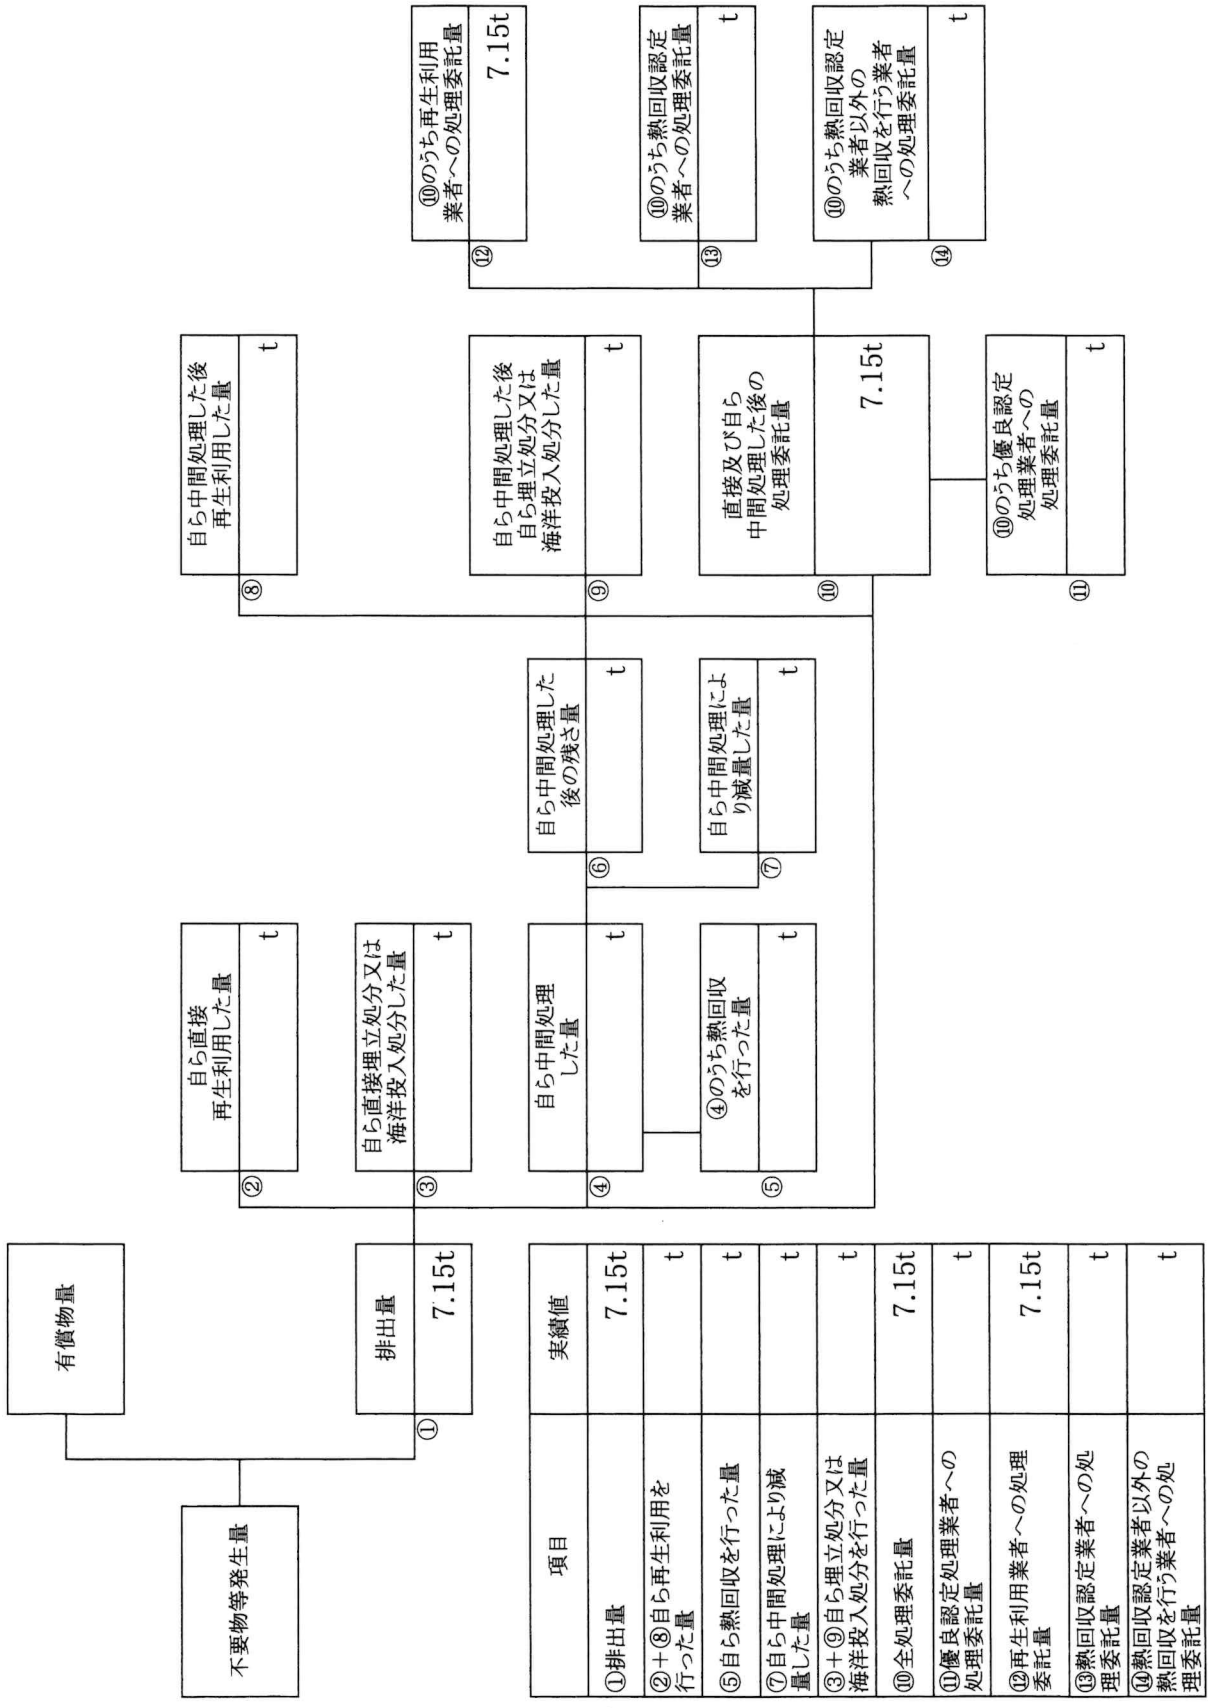 不要物等発生量
有償物量
①
排出量
7.15t
②
自ら直接
再生利用した量
t
③
自ら直接埋立処分又は
海洋投入処分した量
t
④
自ら中間処理
した量
t
⑤
④のうち熱回収
を行った量
t
⑥
自ら中間処理した
後の残さ量
t
⑦
自ら中間処理によ
り減量した量
t
⑧
自ら中間処理した後
再生利用した量
t
⑨
自ら中間処理した後
自ら埋立処分又は
海洋投入処分した量
t
⑩
直接及び自ら
中間処理した後の
処理委託量
7.15t
⑪
⑩のうち優良認定
処理業者への
処理委託量
t
⑫
⑩のうち再生利用
業者への処理委託量
7.15t
⑬
⑩のうち熱回収認定
業者への処理委託量
t
⑭
⑩のうち熱回収認定
業者以外の
熱回収を行う業者
への処理委託量
t
項目 実績値
①排出量 7.15t
②+⑧自ら再生利用を
行った量 t
⑤自ら熱回収を行った量 t
⑦自ら中間処理により減
量した量 t
③+⑨自ら埋立処分又は
海洋投入処分を行った量 t
⑩全処理委託量 7.15t
⑪優良認定処理業者への
処理委託量 t
⑫再生利用業者への処理
委託量 7.15t
⑬熱回収認定業者への処
理委託量 t
⑭熱回収認定業者以外の
熱回収を行う業者への処
理委託量 t